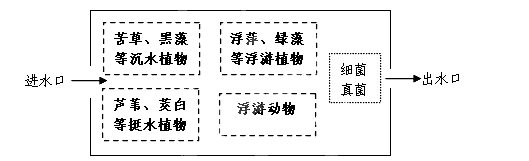 苦草、黑藻
等沉水植物
浮萍、绿藻
等浮游植物
细菌
真菌
进水口
出水口
芦苇、茭白
等挺水植物
浮游动物